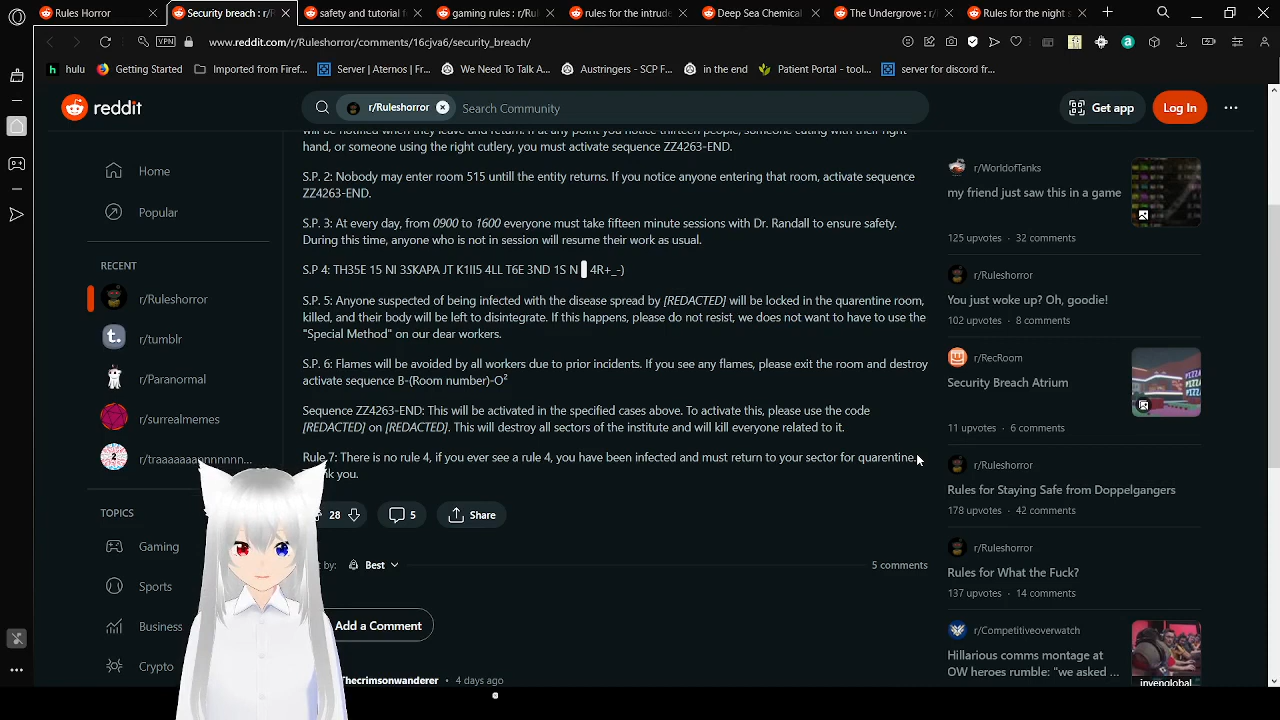 Rules Horror
Security breach : r/F
safety and tutorial f
gaming rules : r/Rul
rules for the intrude
Deep Sea Chemical
The Undergrove : r/
Rules for the night s
VPN
www.reddit.com/r/Ruleshorror/comments/16cjva6/security_breach/
hulu
Getting Started
Imported from Firef...
Server | Aternos | Fr...
We Need To Talk A...
Austringers - SCP F...
in the end
Patient Portal - tool...
server for discord fr...
reddit
r/Ruleshorror
Search Community
Get app
Log In
Home
Popular
RECENT
r/Ruleshorror
r/tumblr
r/Paranormal
r/surrealmemes
r/traaaaaaannnnnn...
TOPICS
Gaming
Sports
Business
Crypto
will be notified when they leave and return. If at any point you notice thirteen people, someone eating with their right
hand, or someone using the right cutlery, you must activate sequence ZZ4263-END.
S.P. 2: Nobody may enter room 515-b till the entity returns. If you notice anyone entering that room, activate sequence
ZZ4263-END.
S.P. 3: At every day, from 0900 to 1600 everyone must take fifteen minute sessions with Dr. Randall to ensure safety.
During this time, anyone who is not in session will resume their work as usual.
S.P 4: TH35E 15 NI 3SKAPA JT K1II5 4LL T6E 3ND 1S N 4R+_-)
S.P. 5: Anyone suspected of being infected with the disease spread by [REDACTED] will be locked in the quarentine room,
killed, and their body will be left to disintegrate. If this happens, please do not resist, we does not want to have to use the
"Special Method" on our dear workers.
S.P. 6: Flames will be avoided by all workers due to prior incidents. If you see any flames, please exit the room and destroy
activate sequence B-(Room number)-O²
Sequence ZZ4263-END: This will be activated in the specified cases above. To activate this, please use the code
[REDACTED] on [REDACTED]. This will destroy all sectors of the institute and will kill everyone related to it.
Rule 7: There is no rule 4, if you ever see a rule 4, you have been infected and must return to your sector for quarentine.
you.
28
5
Share
by:
Best
5 comments
Add a Comment
Thecrimsonwanderer • 4 days ago
r/WorldofTanks
my friend just saw this in a game
125 upvotes • 32 comments
r/Ruleshorror
You just woke up? Oh, goodie!
102 upvotes • 8 comments
r/RecRoom
Security Breach Atrium
11 upvotes • 6 comments
r/Ruleshorror
Rules for Staying Safe from Doppelgangers
178 upvotes • 42 comments
r/Ruleshorror
Rules for What the Fuck?
137 upvotes • 14 comments
r/Competitiveoverwatch
Hillarious comms montage at
OW heroes rumble: "we asked ...
invenglobal